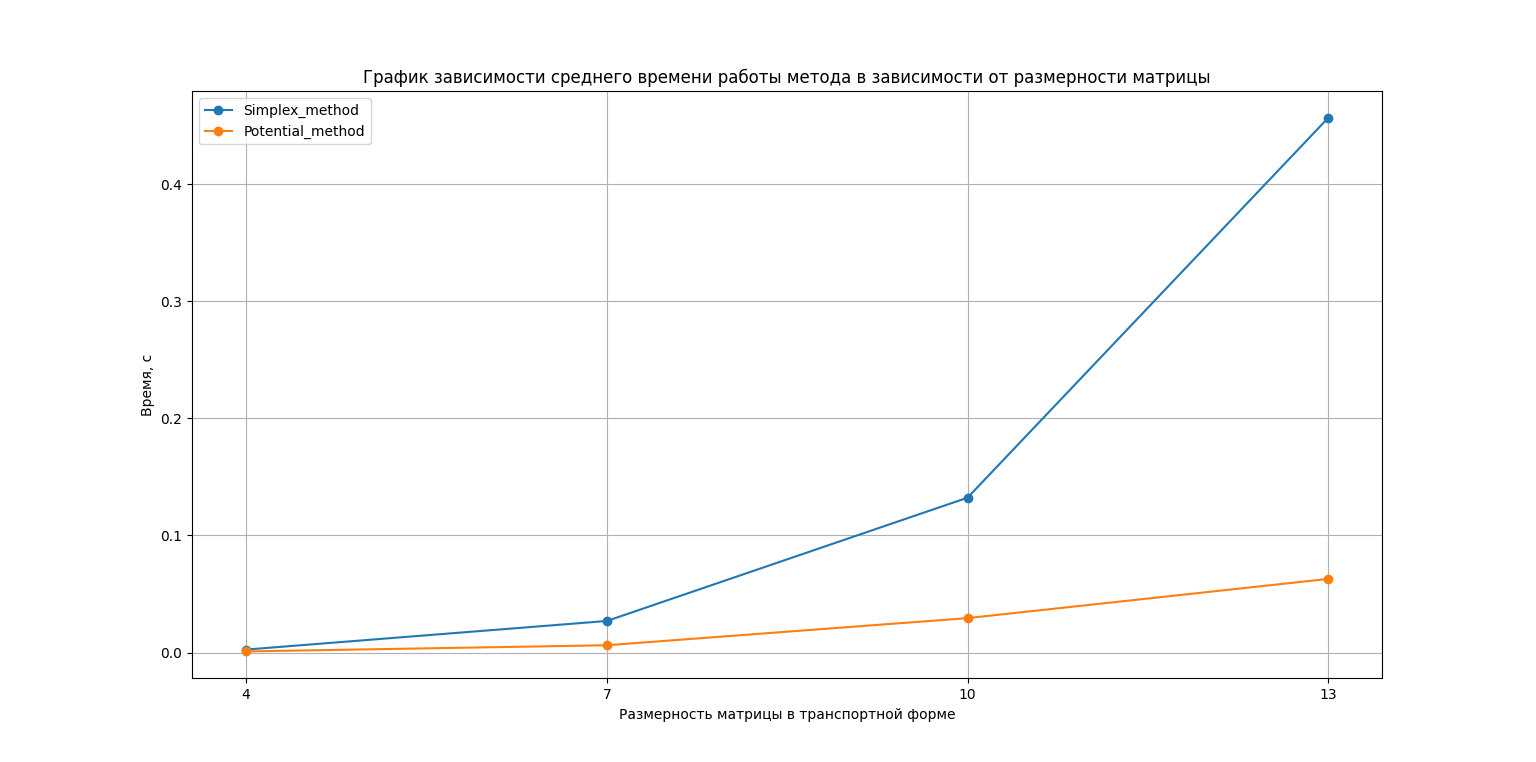 График зависимости среднего времени работы метода в зависимости от размерности матрицы
Simplex_method
Potential_method
Время, с
0.4
0.3
0.2
0.1
0.0
4 7 10 13
Размерность матрицы в транспортной форме